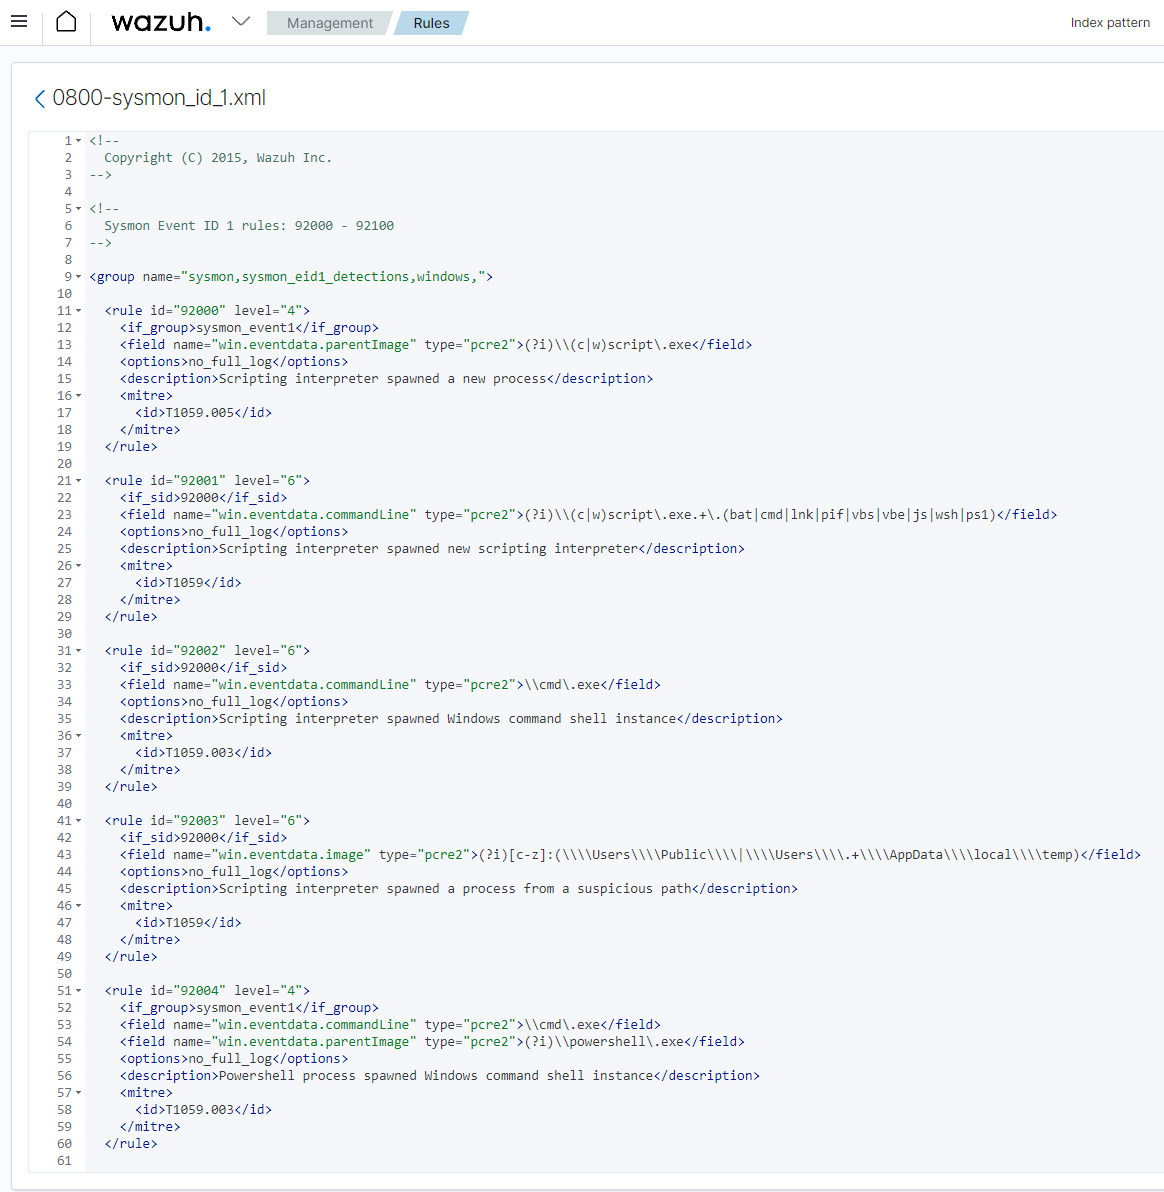 wazuh.
Management
Rules
Index pattern
0800-sysmon_id_1.xml
1 <!--
2 Copyright (C) 2015, Wazuh Inc.
3 -->
4
5 <!--
6 Sysmon Event ID 1 rules: 92000 - 92100
7 -->
8
9 <group name="sysmon,sysmon_eid1_detections,windows,">
10
11 <rule id="92000" level="4">
12 <if_group>sysmon_event1</if_group>
13 <field name="win.eventdata.parentImage" type="pcre2">(?i)\\(c|w)script\.exe</field>
14 <options>no_full_log</options>
15 <description>Scripting interpreter spawned a new process</description>
16 <mitre>
17 <id>T1059.005</id>
18 </mitre>
19 </rule>
20
21 <rule id="92001" level="6">
22 <if_sid>92000</if_sid>
23 <field name="win.eventdata.commandLine" type="pcre2">(?i)\\(c|w)script\.exe.+\.(bat|cmd|lnk|pif|vbs|vbe|js|wsh|ps1)</field>
24 <options>no_full_log</options>
25 <description>Scripting interpreter spawned new scripting interpreter</description>
26 <mitre>
27 <id>T1059</id>
28 </mitre>
29 </rule>
30
31 <rule id="92002" level="6">
32 <if_sid>92000</if_sid>
33 <field name="win.eventdata.commandLine" type="pcre2">\\cmd\.exe</field>
34 <options>no_full_log</options>
35 <description>Scripting interpreter spawned Windows command shell instance</description>
36 <mitre>
37 <id>T1059.003</id>
38 </mitre>
39 </rule>
40
41 <rule id="92003" level="6">
42 <if_sid>92000</if_sid>
43 <field name="win.eventdata.image" type="pcre2">(?i)[c-z]:(\\\\Users\\\\Public\\\\|\\\\Users\\\\.+\\\\AppData\\\\local\\\\temp)</field>
44 <options>no_full_log</options>
45 <description>Scripting interpreter spawned a process from a suspicious path</description>
46 <mitre>
47 <id>T1059</id>
48 </mitre>
49 </rule>
50
51 <rule id="92004" level="4">
52 <if_group>sysmon_event1</if_group>
53 <field name="win.eventdata.commandLine" type="pcre2">\\cmd\.exe</field>
54 <field name="win.eventdata.parentImage" type="pcre2">(?i)\\powershell\.exe</field>
55 <options>no_full_log</options>
56 <description>Powershell process spawned Windows command shell instance</description>
57 <mitre>
58 <id>T1059.003</id>
59 </mitre>
60 </rule>
61